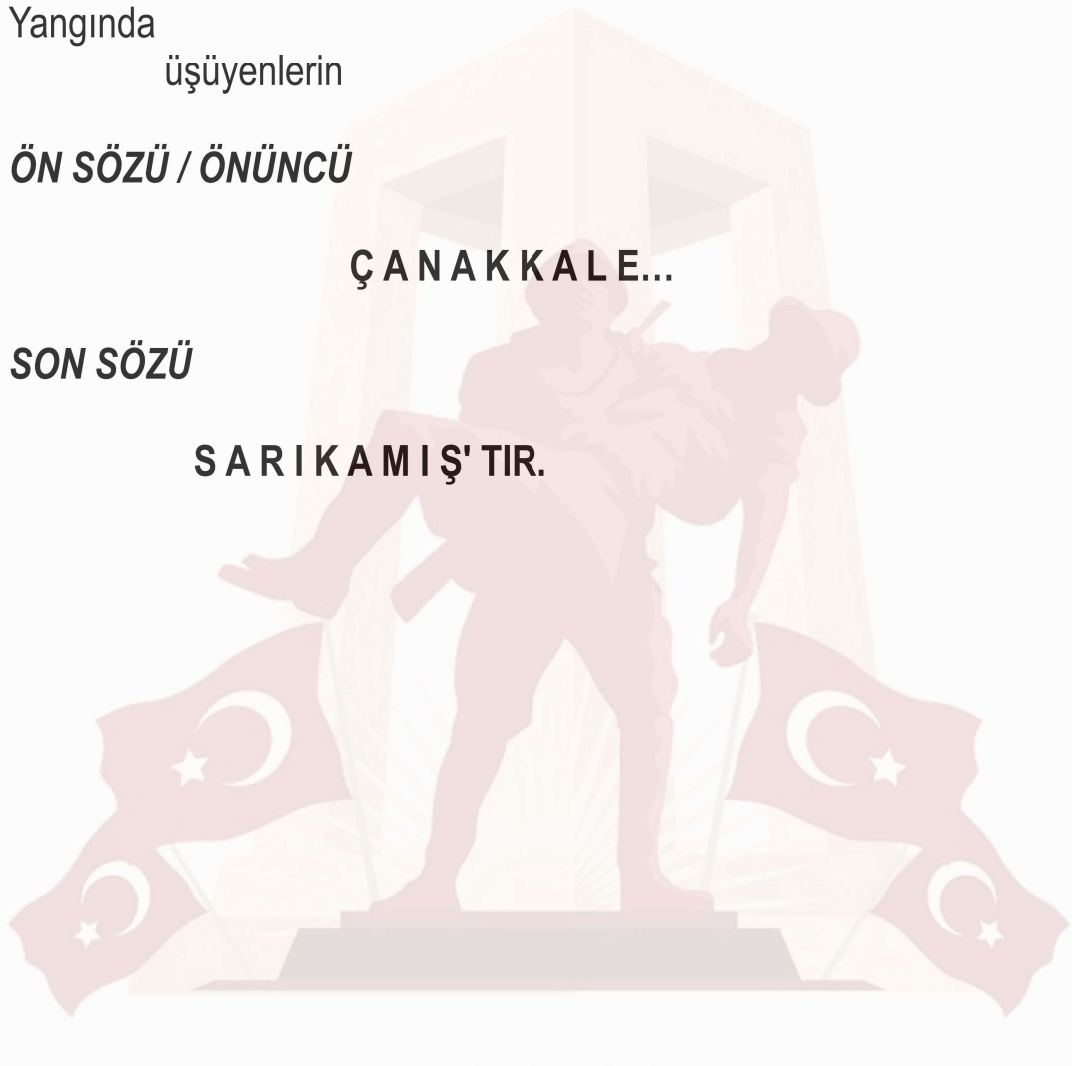 Yangında
üşüyenlerin
ÖN SÖZÜ / ÖNÜNCÜ
Ç A N A K K A L E...
SON SÖZÜ
S A R I K A M I Ş' TIR.